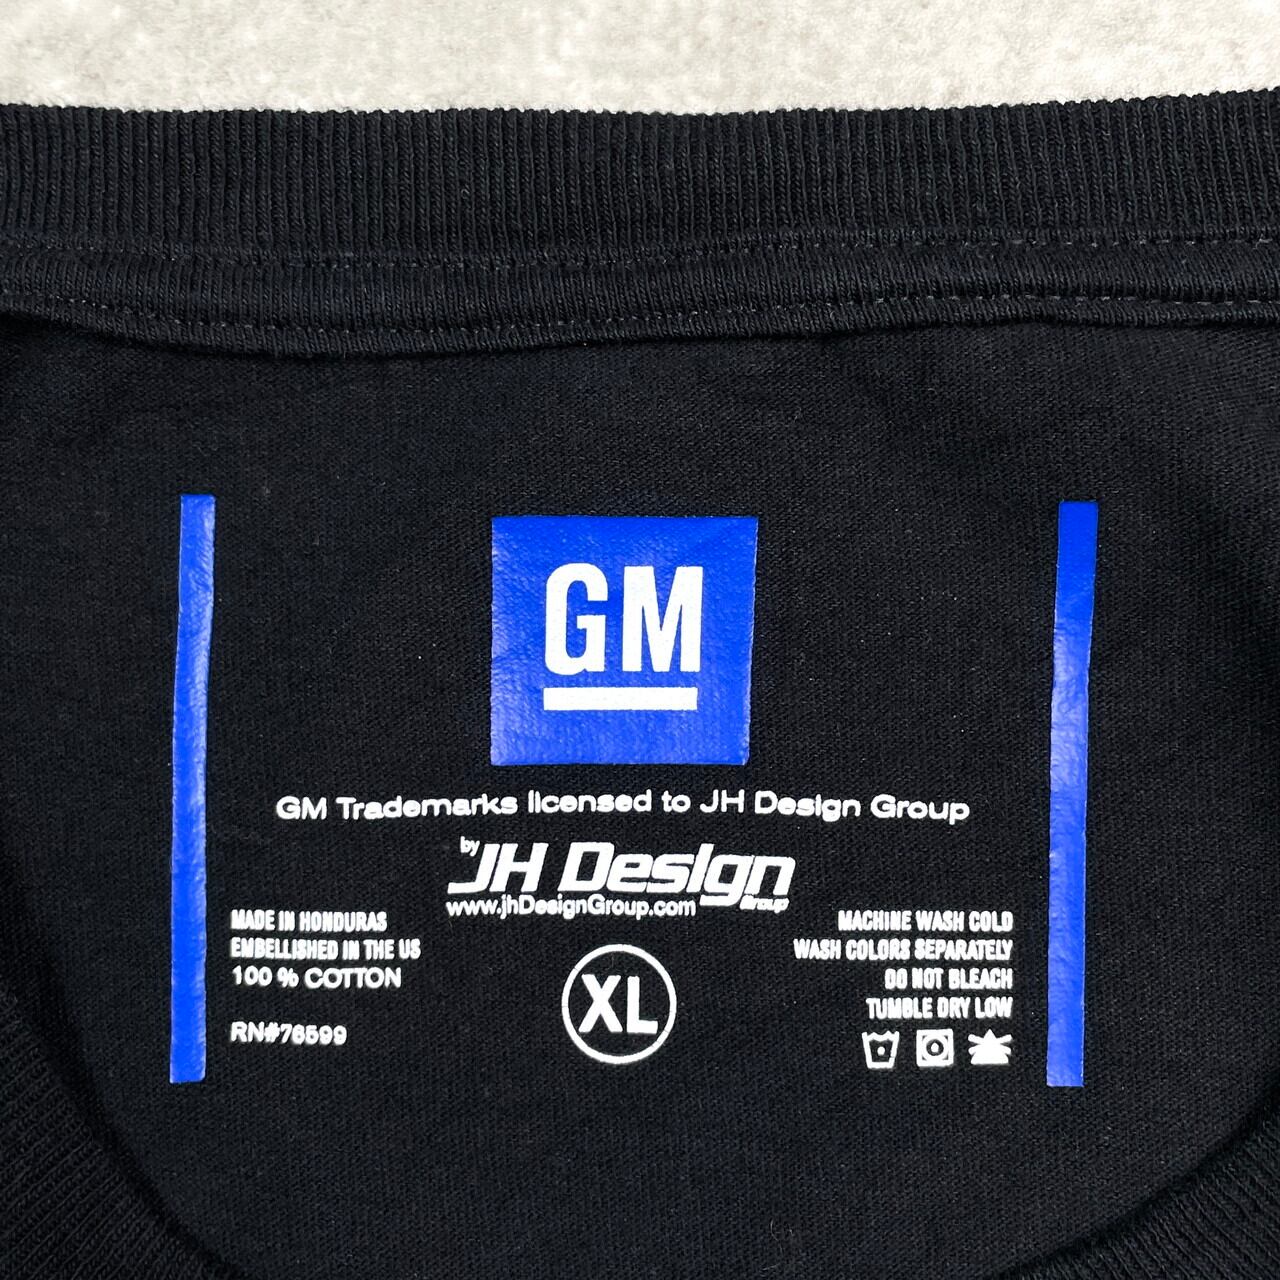 GM
GM Trademarks licensed to JH Design Group
by JH Design Group
www.jhDesignGroup.com
MADE IN HONDURAS
EMBELLISHED IN THE US
100 % COTTON
RN#76599
XL
MACHINE WASH COLD
WASH COLORS SEPARATELY
DO NOT BLEACH
TUMBLE DRY LOW